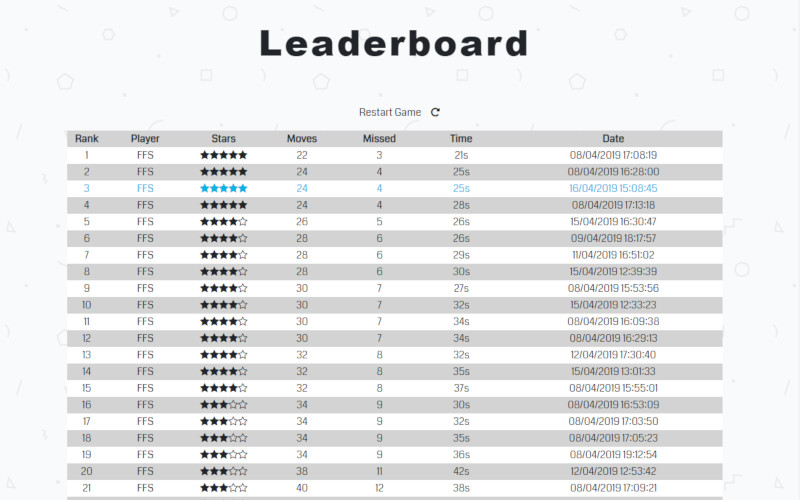 Leaderboard
Restart Game
Rank Player Stars Moves Missed Time Date
1 FFS ★★★★★ 22 3 21s 08/04/2019 17:08:19
2 FFS ★★★★★ 24 4 25s 08/04/2019 16:28:00
3 FFS ★★★★★ 24 4 25s 16/04/2019 15:08:45
4 FFS ★★★★★ 24 4 28s 08/04/2019 17:13:18
5 FFS ★★★★☆ 26 5 26s 15/04/2019 16:30:47
6 FFS ★★★★☆ 28 6 26s 09/04/2019 18:17:57
7 FFS ★★★★☆ 28 6 29s 11/04/2019 16:51:02
8 FFS ★★★★☆ 28 6 30s 15/04/2019 12:39:39
9 FFS ★★★★☆ 30 7 27s 08/04/2019 15:53:56
10 FFS ★★★★☆ 30 7 32s 15/04/2019 12:33:23
11 FFS ★★★★☆ 30 7 34s 08/04/2019 16:09:38
12 FFS ★★★★☆ 30 7 34s 08/04/2019 16:29:13
13 FFS ★★★★☆ 32 8 32s 12/04/2019 17:30:40
14 FFS ★★★★☆ 32 8 35s 15/04/2019 13:01:33
15 FFS ★★★★☆ 32 8 37s 08/04/2019 15:55:01
16 FFS ★★★☆☆ 34 9 30s 08/04/2019 16:53:09
17 FFS ★★★☆☆ 34 9 32s 08/04/2019 17:03:50
18 FFS ★★★☆☆ 34 9 35s 08/04/2019 17:05:23
19 FFS ★★★☆☆ 34 9 36s 08/04/2019 19:12:54
20 FFS ★★★☆☆ 38 11 42s 12/04/2019 12:53:42
21 FFS ★★★☆☆ 40 12 38s 08/04/2019 17:09:21